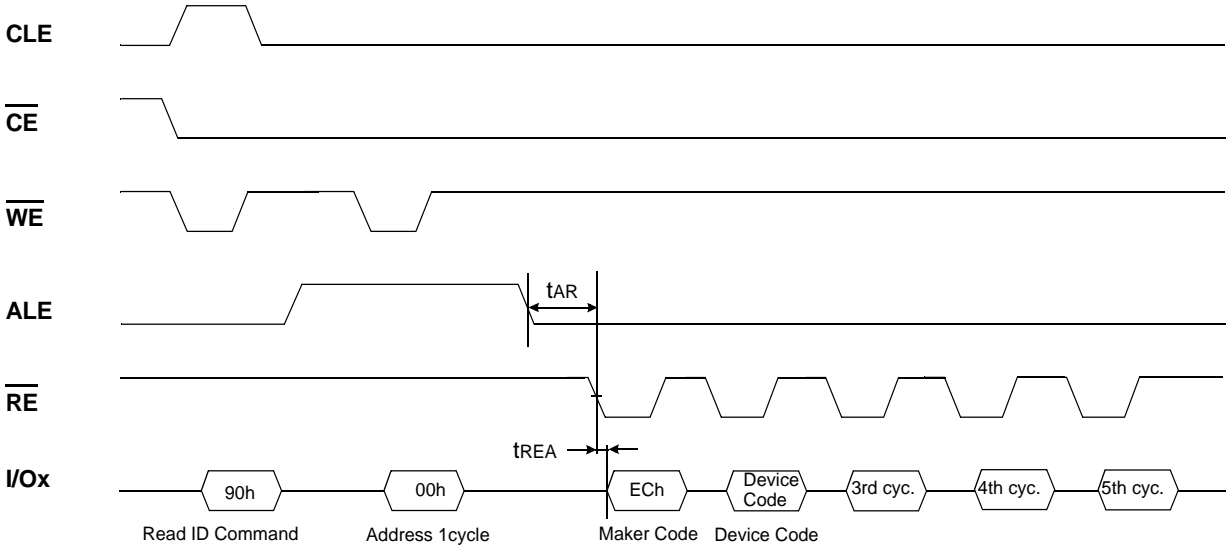 CLE
CE
WE
ALE
tAR
RE
tREA
I/Ox
90h
00h
ECh
Device
Code
3rd cyc.
4th cyc.
5th cyc.
Read ID Command
Address 1cycle
Maker Code
Device Code